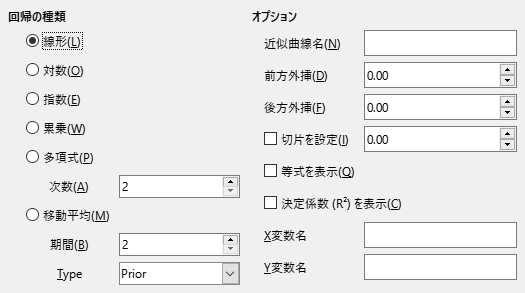 回帰の種類
線形(L)
対数(O)
指数(E)
累乗(W)
多項式(P)
次数(A) 2
移動平均(M)
期間(B) 2
Type Prior
オプション
近似曲線名(N)
前方外挿(D) 0.00
後方外挿(F) 0.00
切片を設定(I) 0.00
等式を表示(Q)
決定係数 (R²) を表示(C)
X変数名
Y変数名